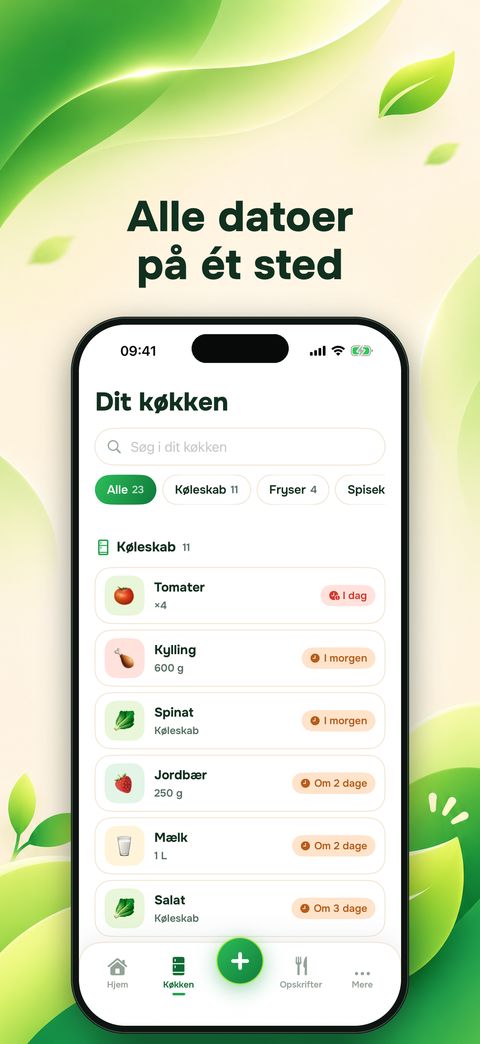 Alle datoer
på ét sted
09:41
Dit køkken
Søg i dit køkken
Alle 23 Køleskab 11 Fryser 4 Spisek
Køleskab 11
Tomater
×4
I dag
Kylling
600 g
I morgen
Spinat
Køleskab
I morgen
Jordbær
250 g
Om 2 dage
Mælk
1 L
Om 2 dage
Salat
Køleskab
Om 3 dage
Hjem Køkken Opskrifter Mere